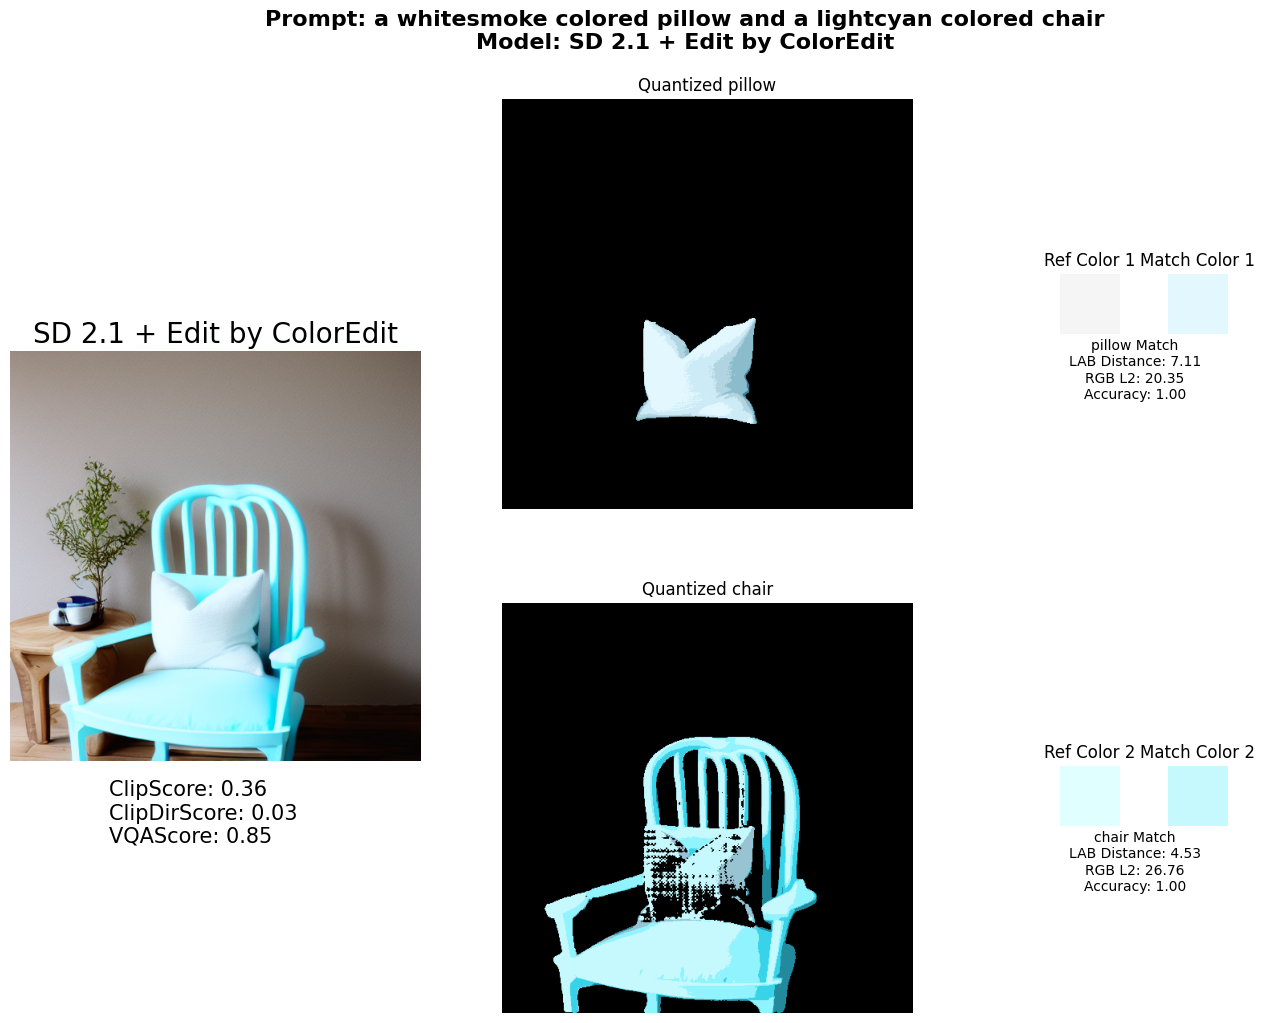 Prompt: a whitesmoke colored pillow and a lightcyan colored chair
Model: SD 2.1 + Edit by ColorEdit
SD 2.1 + Edit by ColorEdit
ClipScore: 0.36
ClipDirScore: 0.03
VQAScore: 0.85
Quantized pillow
Ref Color 1 Match Color 1
pillow Match
LAB Distance: 7.11
RGB L2: 20.35
Accuracy: 1.00
Quantized chair
Ref Color 2 Match Color 2
chair Match
LAB Distance: 4.53
RGB L2: 26.76
Accuracy: 1.00